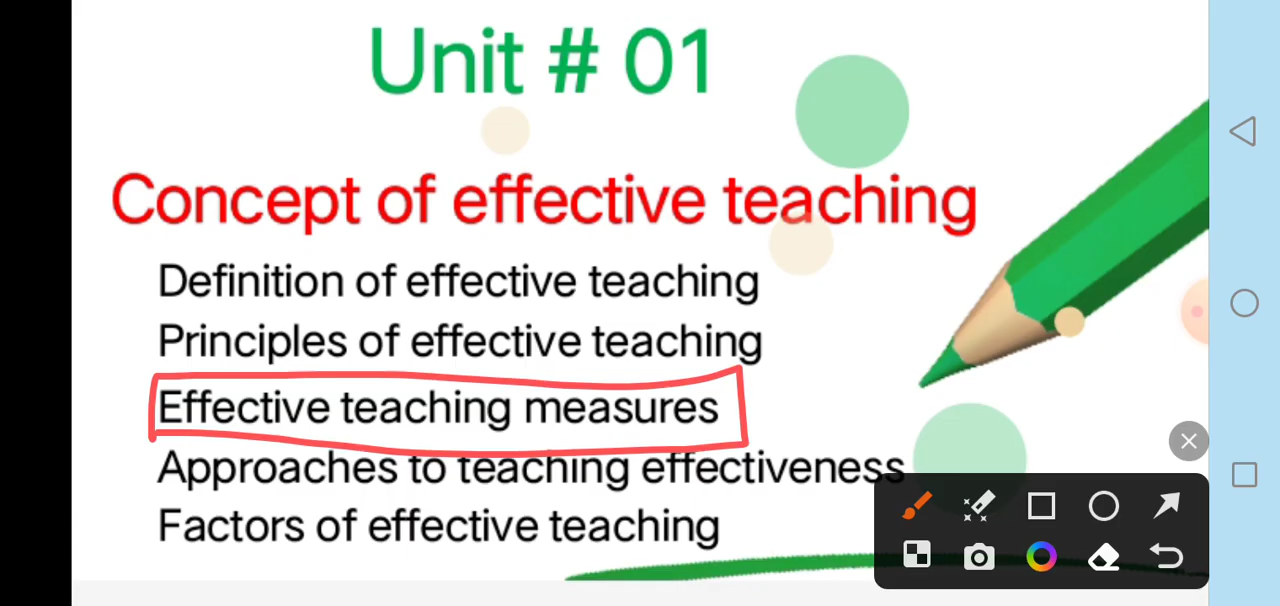 Unit # 01
Concept of effective teaching
Definition of effective teaching
Principles of effective teaching
Effective teaching measures
Approaches to teaching effectiveness
Factors of effective teaching